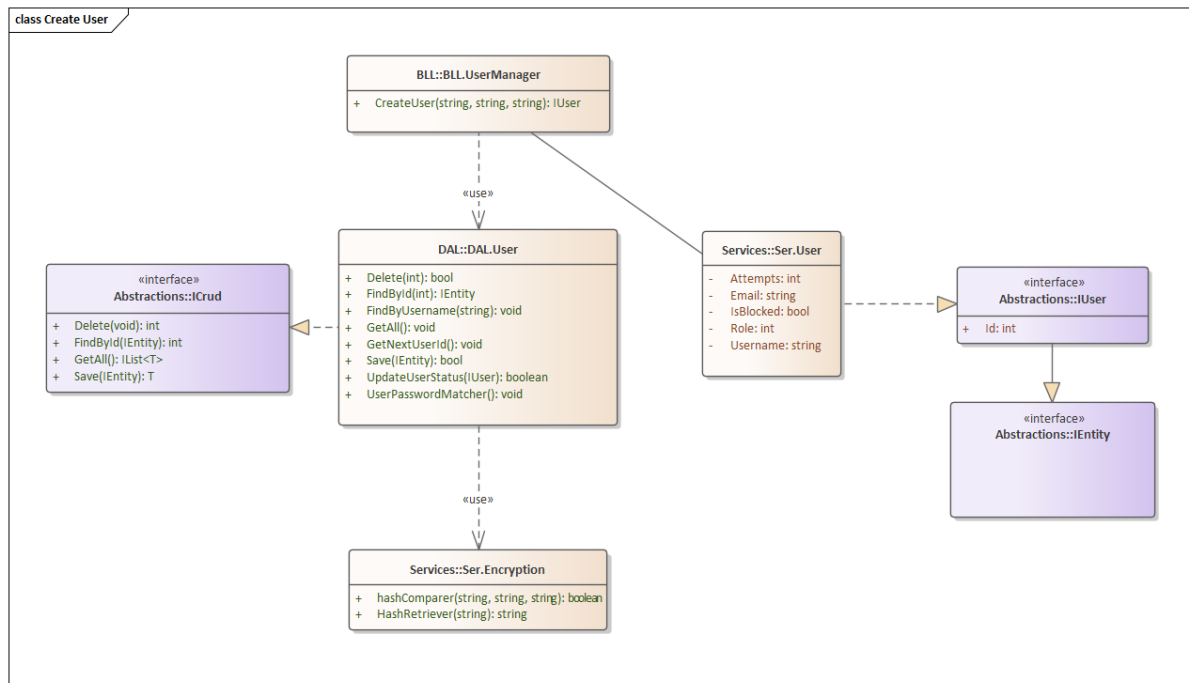 class Create User
BLL::BLL.UserManager
+ CreateUser(string, string, string): IUser
«use»
DAL::DAL.User
+ Delete(int): bool
+ FindById(int): IEntity
+ FindByUsername(string): void
+ GetAll(): void
+ GetNextUserId(): void
+ Save(IEntity): bool
+ UpdateUserStatus(IUser): boolean
+ UserPasswordMatcher(): void
«interface»
Abstractions::ICrud
+ Delete(void): int
+ FindById(IEntity): int
+ GetAll(): IList<T>
+ Save(IEntity): T
Services::Ser.User
- Attempts: int
- Email: string
- IsBlocked: bool
- Role: int
- Username: string
«interface»
Abstractions::IUser
+ Id: int
«interface»
Abstractions::IEntity
«use»
Services::Ser.Encryption
+ hashComparer(string, string, string): boolean
+ HashRetriever(string): string